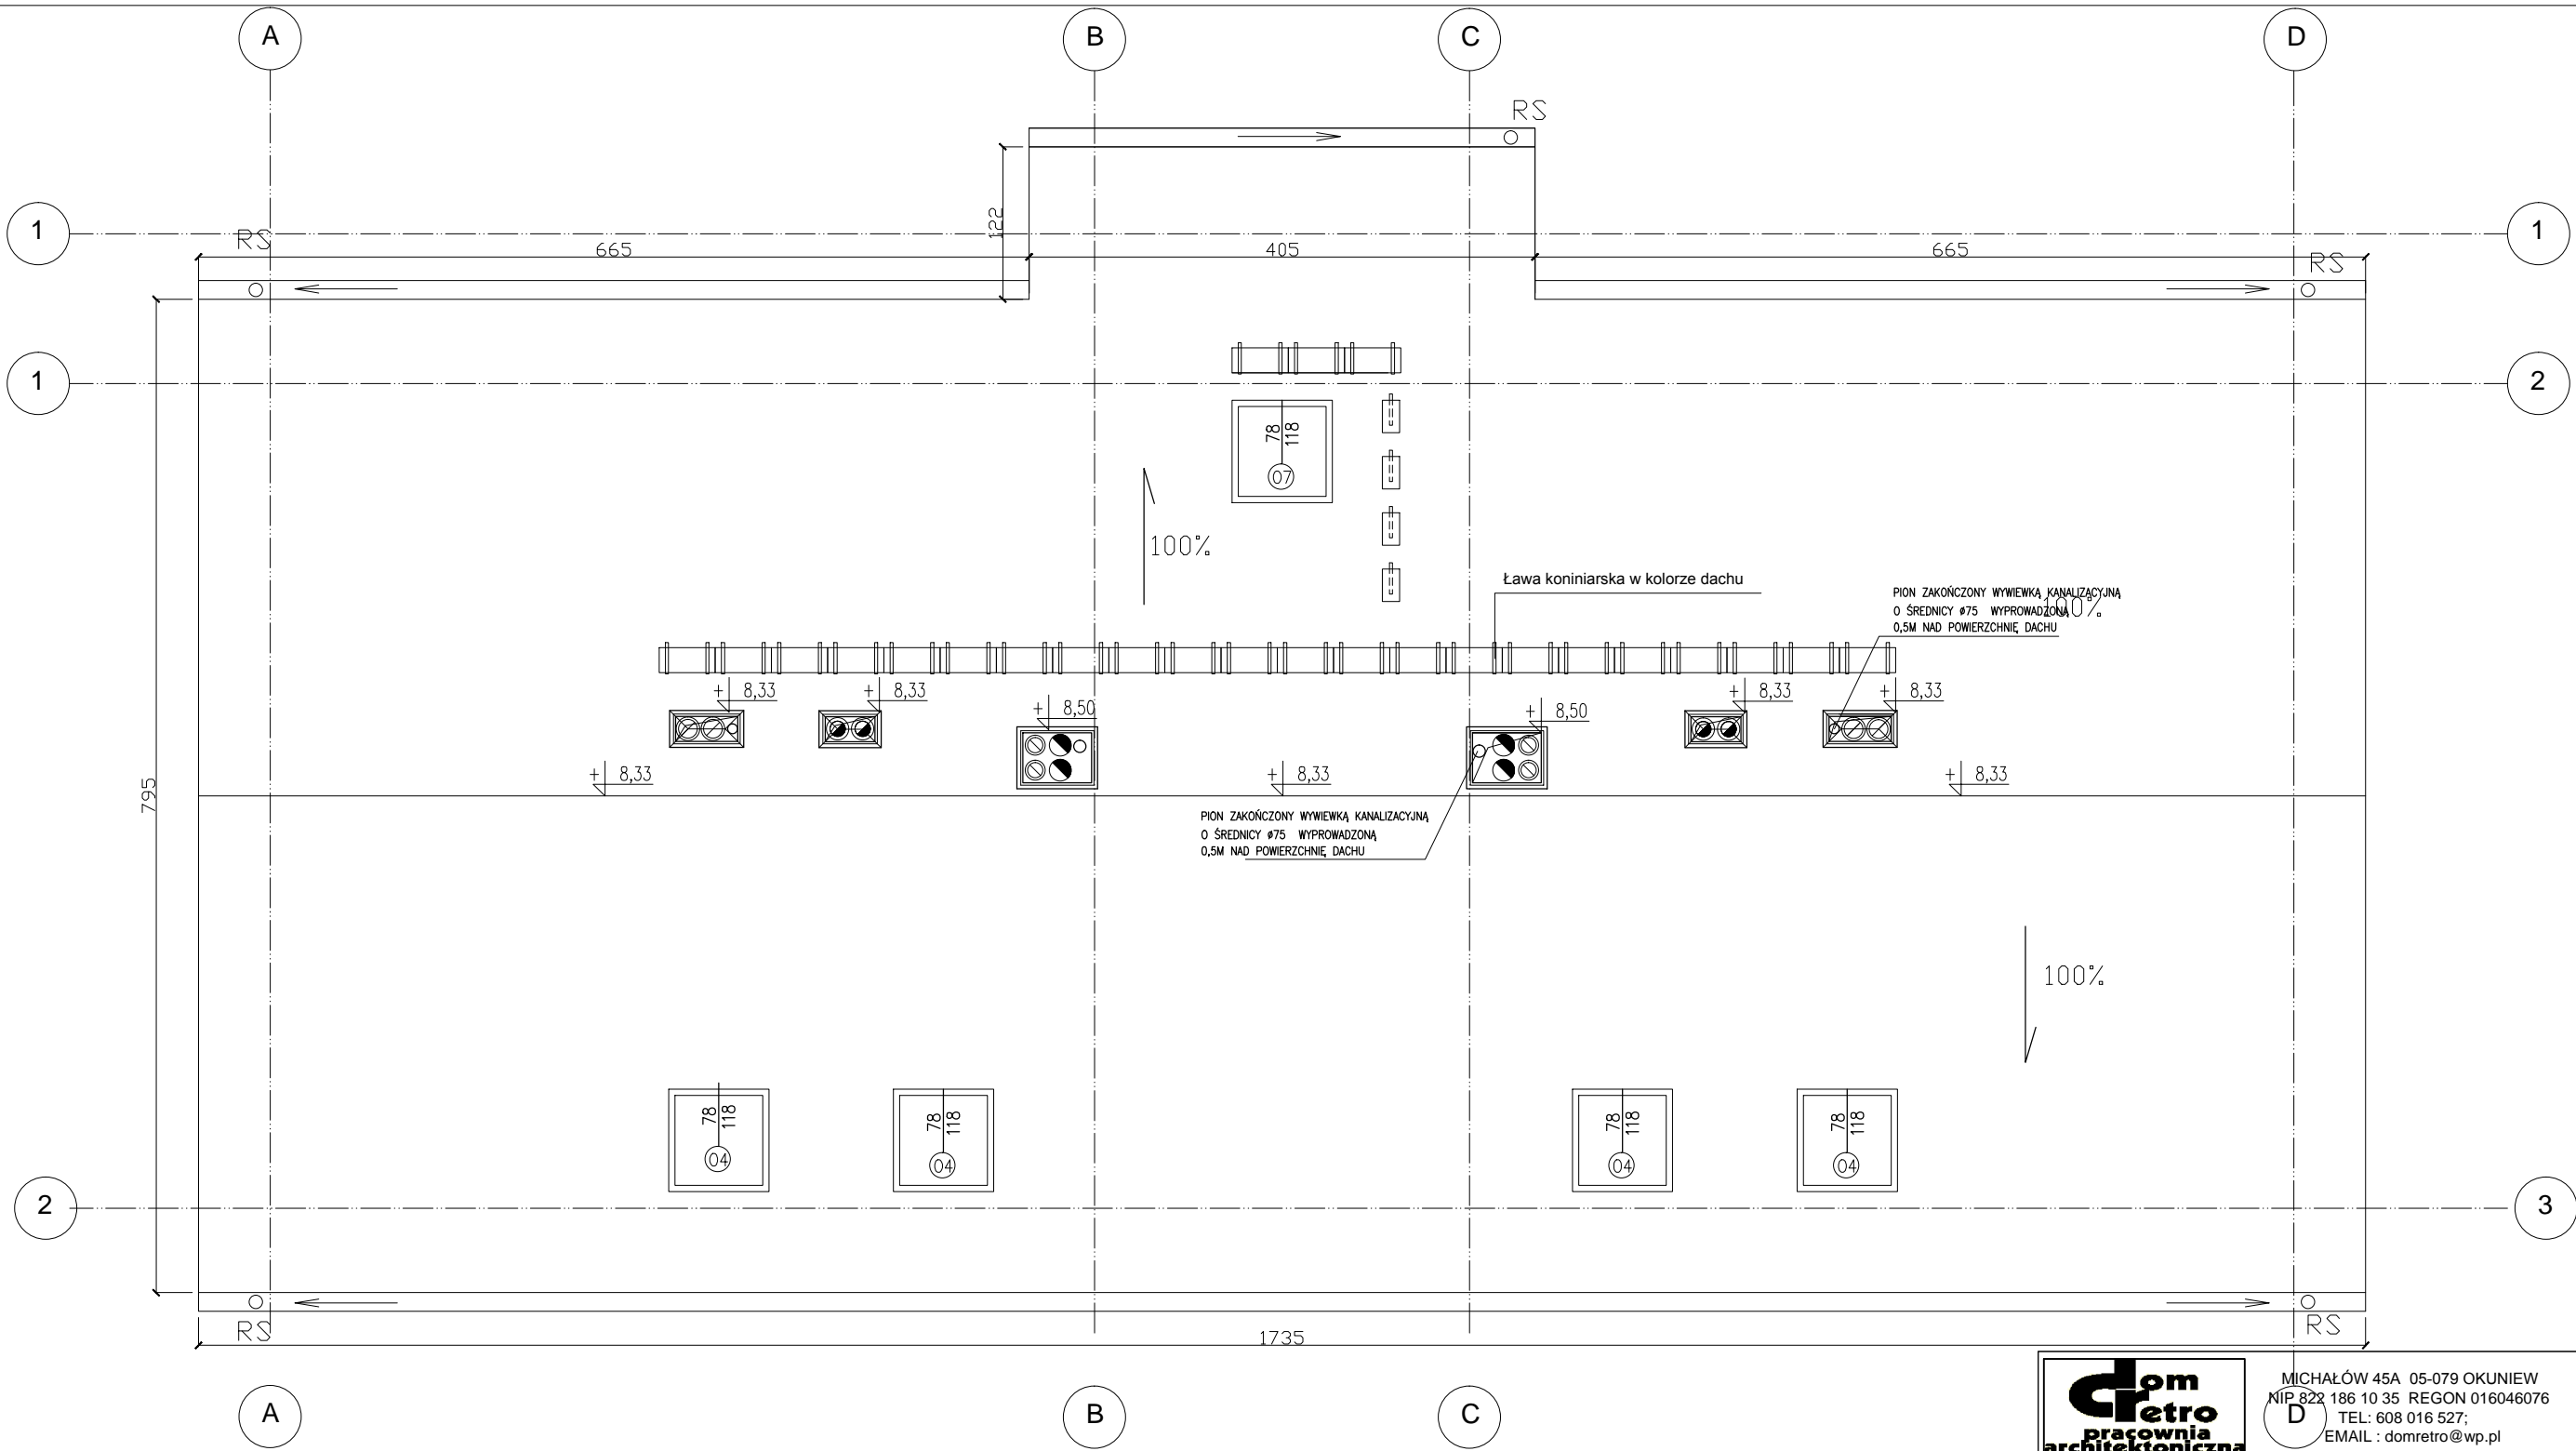 A
B
C
D
RS
1
1
122
RS
665
405
665
RS
1
2
78
118
07
100%
Ława koniniarska w kolorze dachu
PION ZAKOŃCZONY WYWIEWKĄ KANALIZACYJNĄ
O ŚREDNICY ø75 WYPROWADZONĄ
0,5M NAD POWIERZCHNIĘ DACHU
100%
+ 8,33
+ 8,33
+ 8,50
+ 8,50
+ 8,33
+ 8,33
+ 8,33
+ 8,33
+ 8,33
795
PION ZAKOŃCZONY WYWIEWKĄ KANALIZACYJNĄ
O ŚREDNICY ø75 WYPROWADZONĄ
0,5M NAD POWIERZCHNIĘ DACHU
100%
78
118
04
78
118
04
78
118
04
78
118
04
2
3
RS
RS
1735
A
B
C
D
dom
retro
pracownia
architektoniczna
MICHAŁÓW 45A 05-079 OKUNIEW
NIP 822 186 10 35 REGON 016046076
TEL: 608 016 527;
EMAIL : domretro@wp.pl